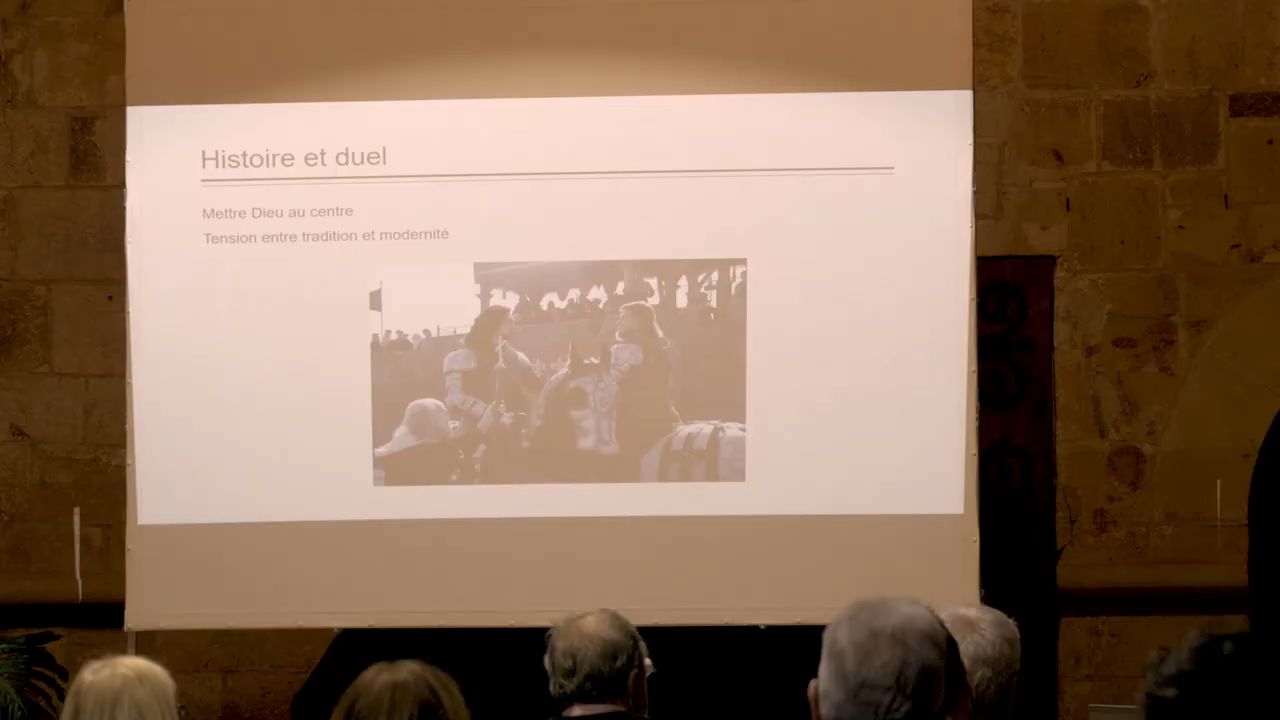 Histoire et duel
Mettre Dieu au centre
Tension entre tradition et modernité